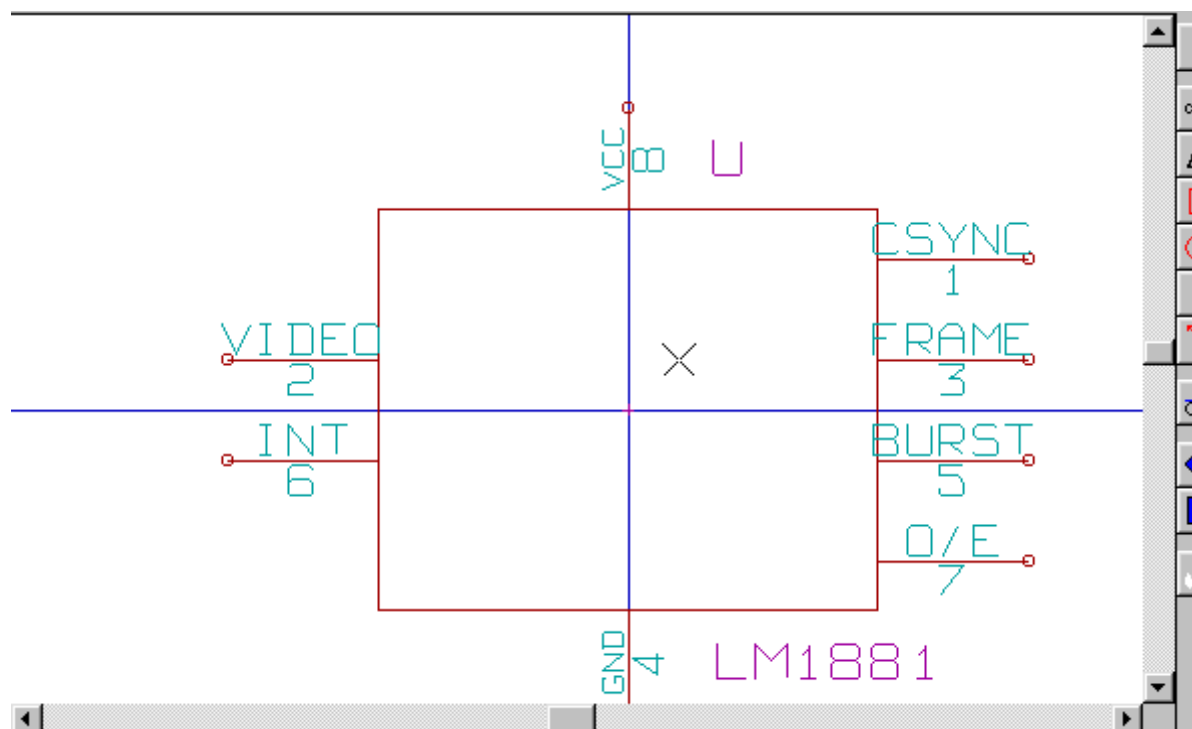 VCC
8
U
CSYNC
1
VIDEO
2
FRAME
3
INT
6
BURST
5
O/E
7
GND
4
LM1881